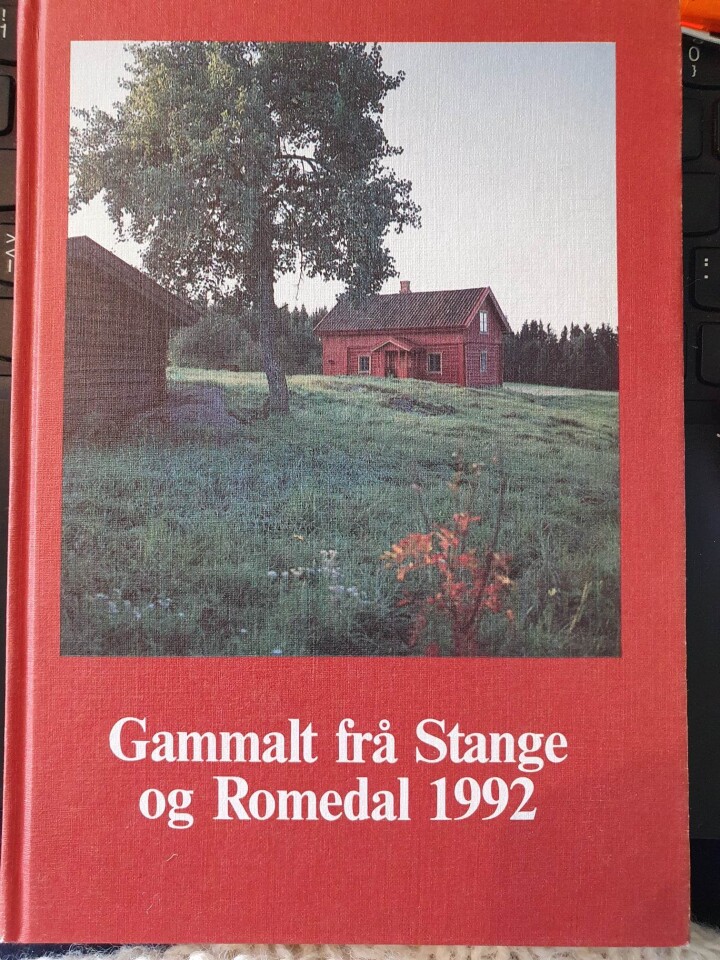 Gammalt frå Stange
og Romedal 1992